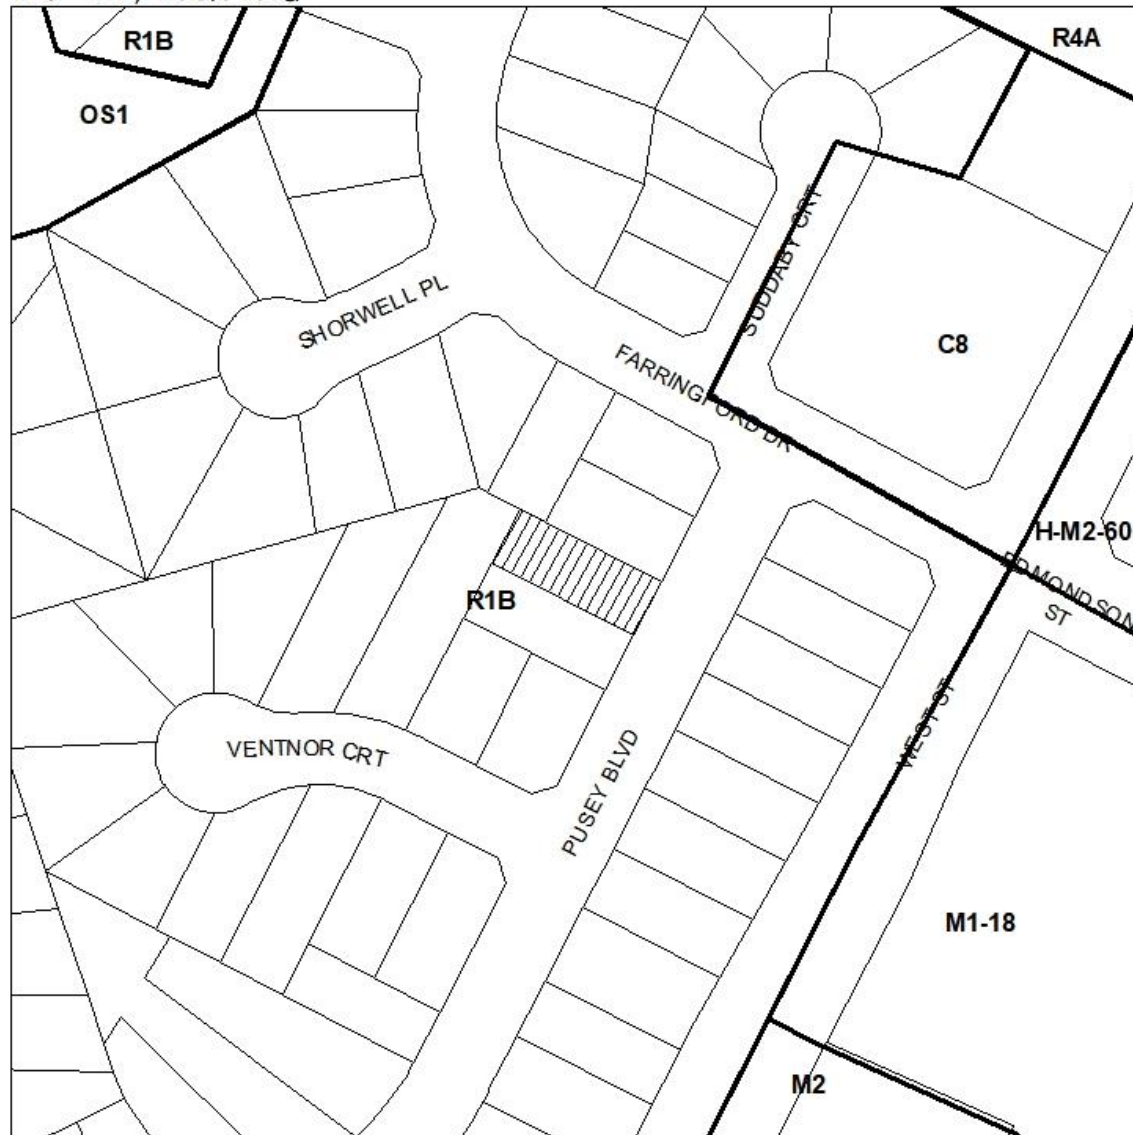 R1B
R4A
OS1
SUDDABY CRT
SHORWELL PL
C8
FARRINGFORD DR
H-M2-60
EDMONDSON
ST
R1B
WEST ST
VENTNOR CRT
PUSEY BLVD
M1-18
M2